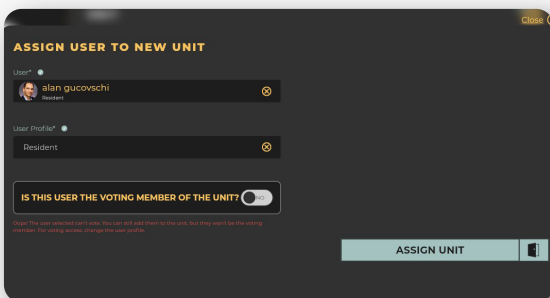 Close
ASSIGN USER TO NEW UNIT
User*
alan gucovschi
Resident
User Profile*
Resident
IS THIS USER THE VOTING MEMBER OF THE UNIT?
NO
Oops! The user selected can't vote. You can still add them to the unit, but they won't be the voting
member. For voting access, change the user profile.
ASSIGN UNIT